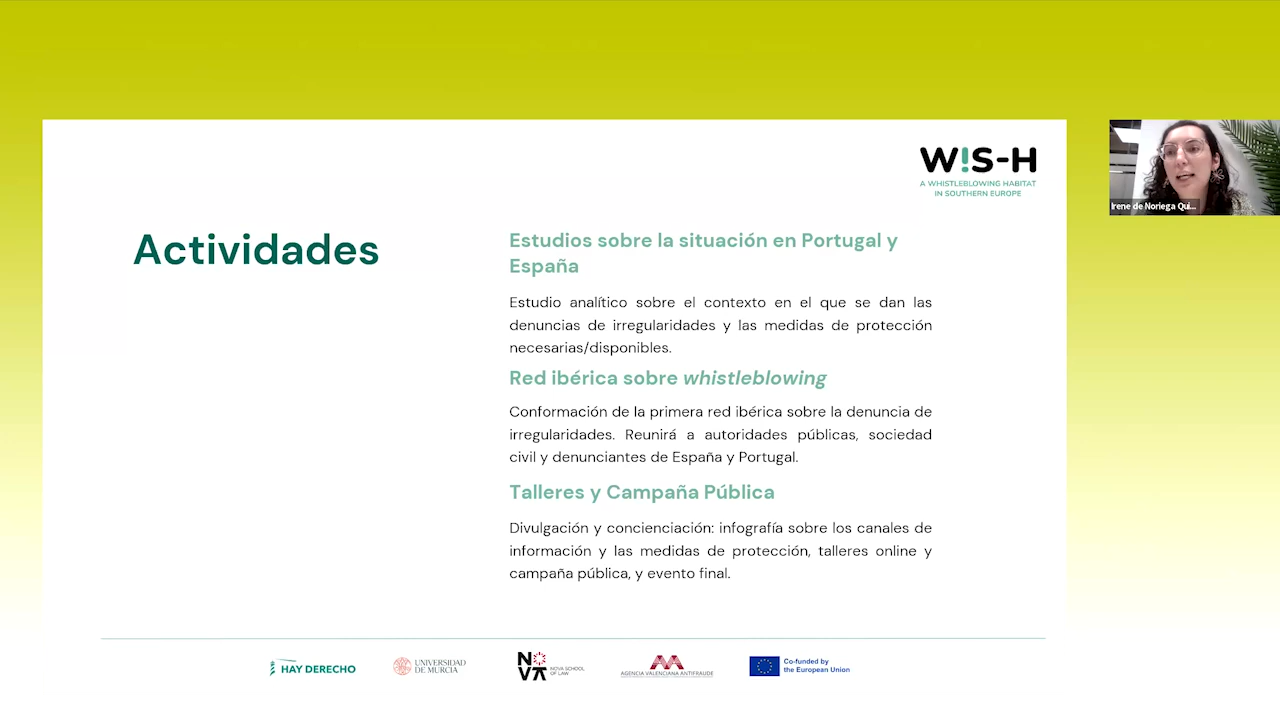 W!S-H
A WHISTLEBLOWING HABITAT
IN SOUTHERN EUROPE
Irene de Noriega Qui...
Actividades
Estudios sobre la situación en Portugal y
España
Estudio analítico sobre el contexto en el que se dan las
denuncias de irregularidades y las medidas de protección
necesarias/disponibles.
Red ibérica sobre whistleblowing
Conformación de la primera red ibérica sobre la denuncia de
irregularidades. Reunirá a autoridades públicas, sociedad
civil y denunciantes de España y Portugal.
Talleres y Campaña Pública
Divulgación y concienciación: infografía sobre los canales de
información y las medidas de protección, talleres online y
campaña pública, y evento final.
HAY DERECHO
UNIVERSIDAD
DE MURCIA
NOVA
NOVA SCHOOL
OF LAW
AGENCIA VALENCIANA ANTIFRAUDE
Co-funded by
the European Union